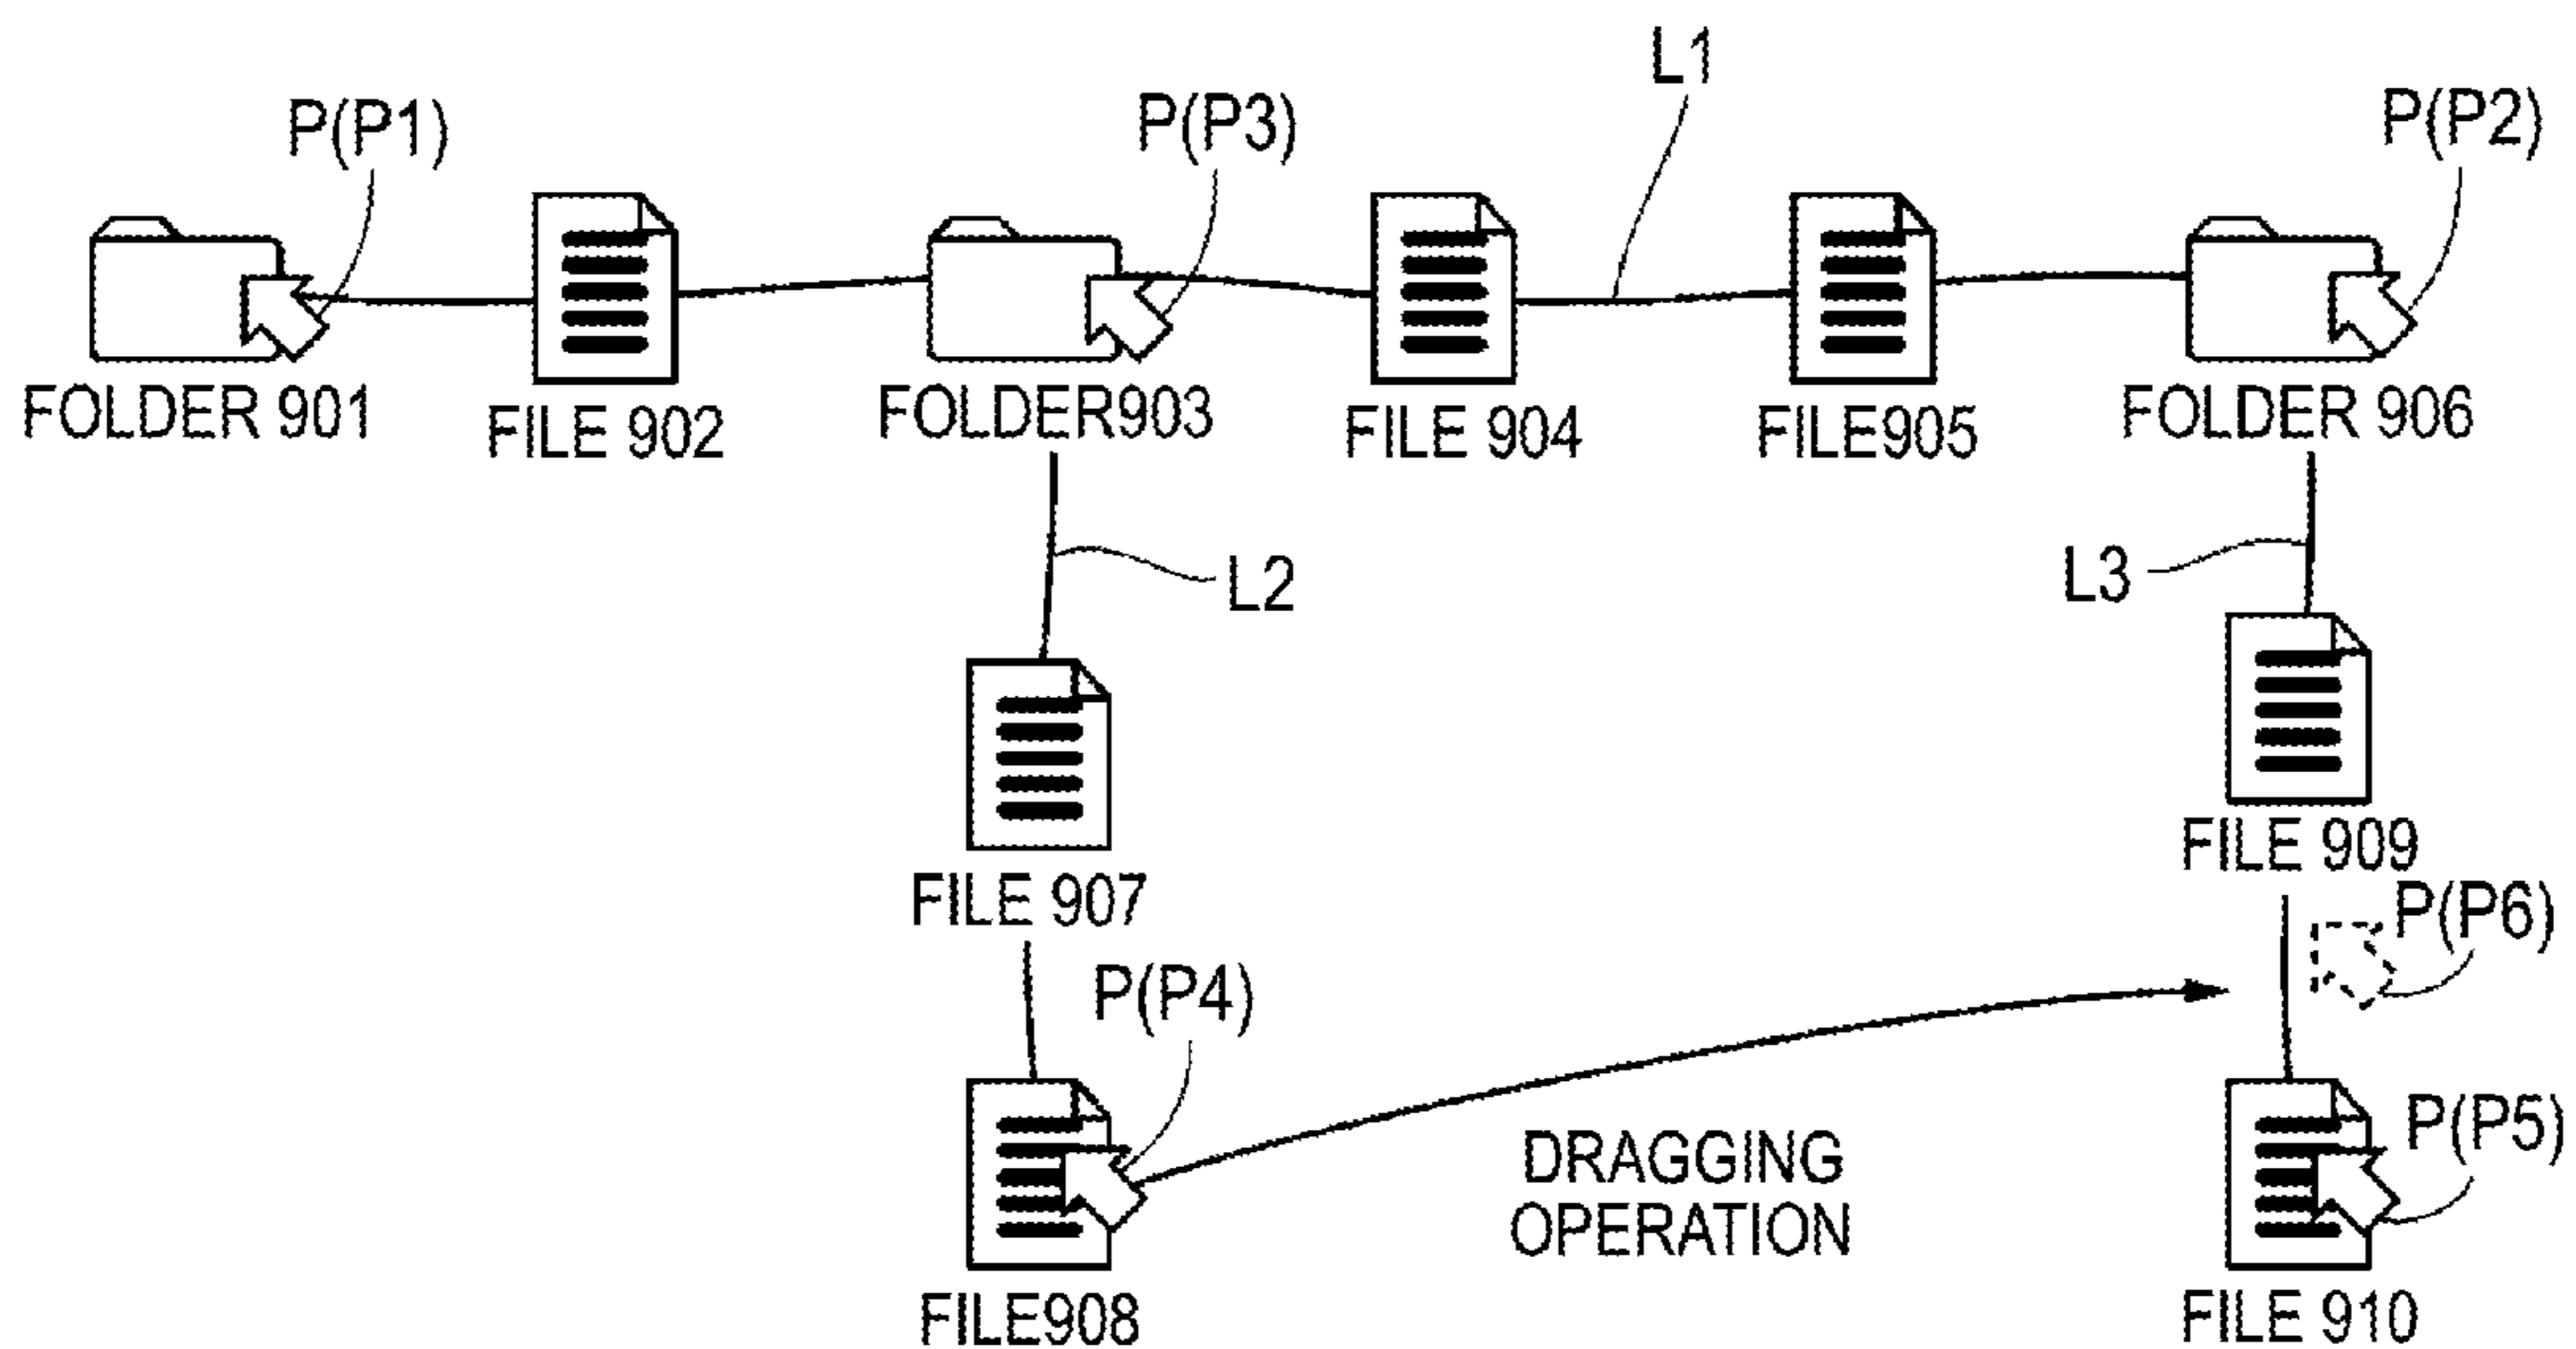 L1
P(P1)
P(P3)
P(P2)
FOLDER 901
FILE 902
FOLDER903
FILE 904
FILE905
FOLDER 906
L2
L3
FILE 907
FILE 909
P(P6)
P(P4)
P(P5)
DRAGGING
OPERATION
FILE908
FILE 910